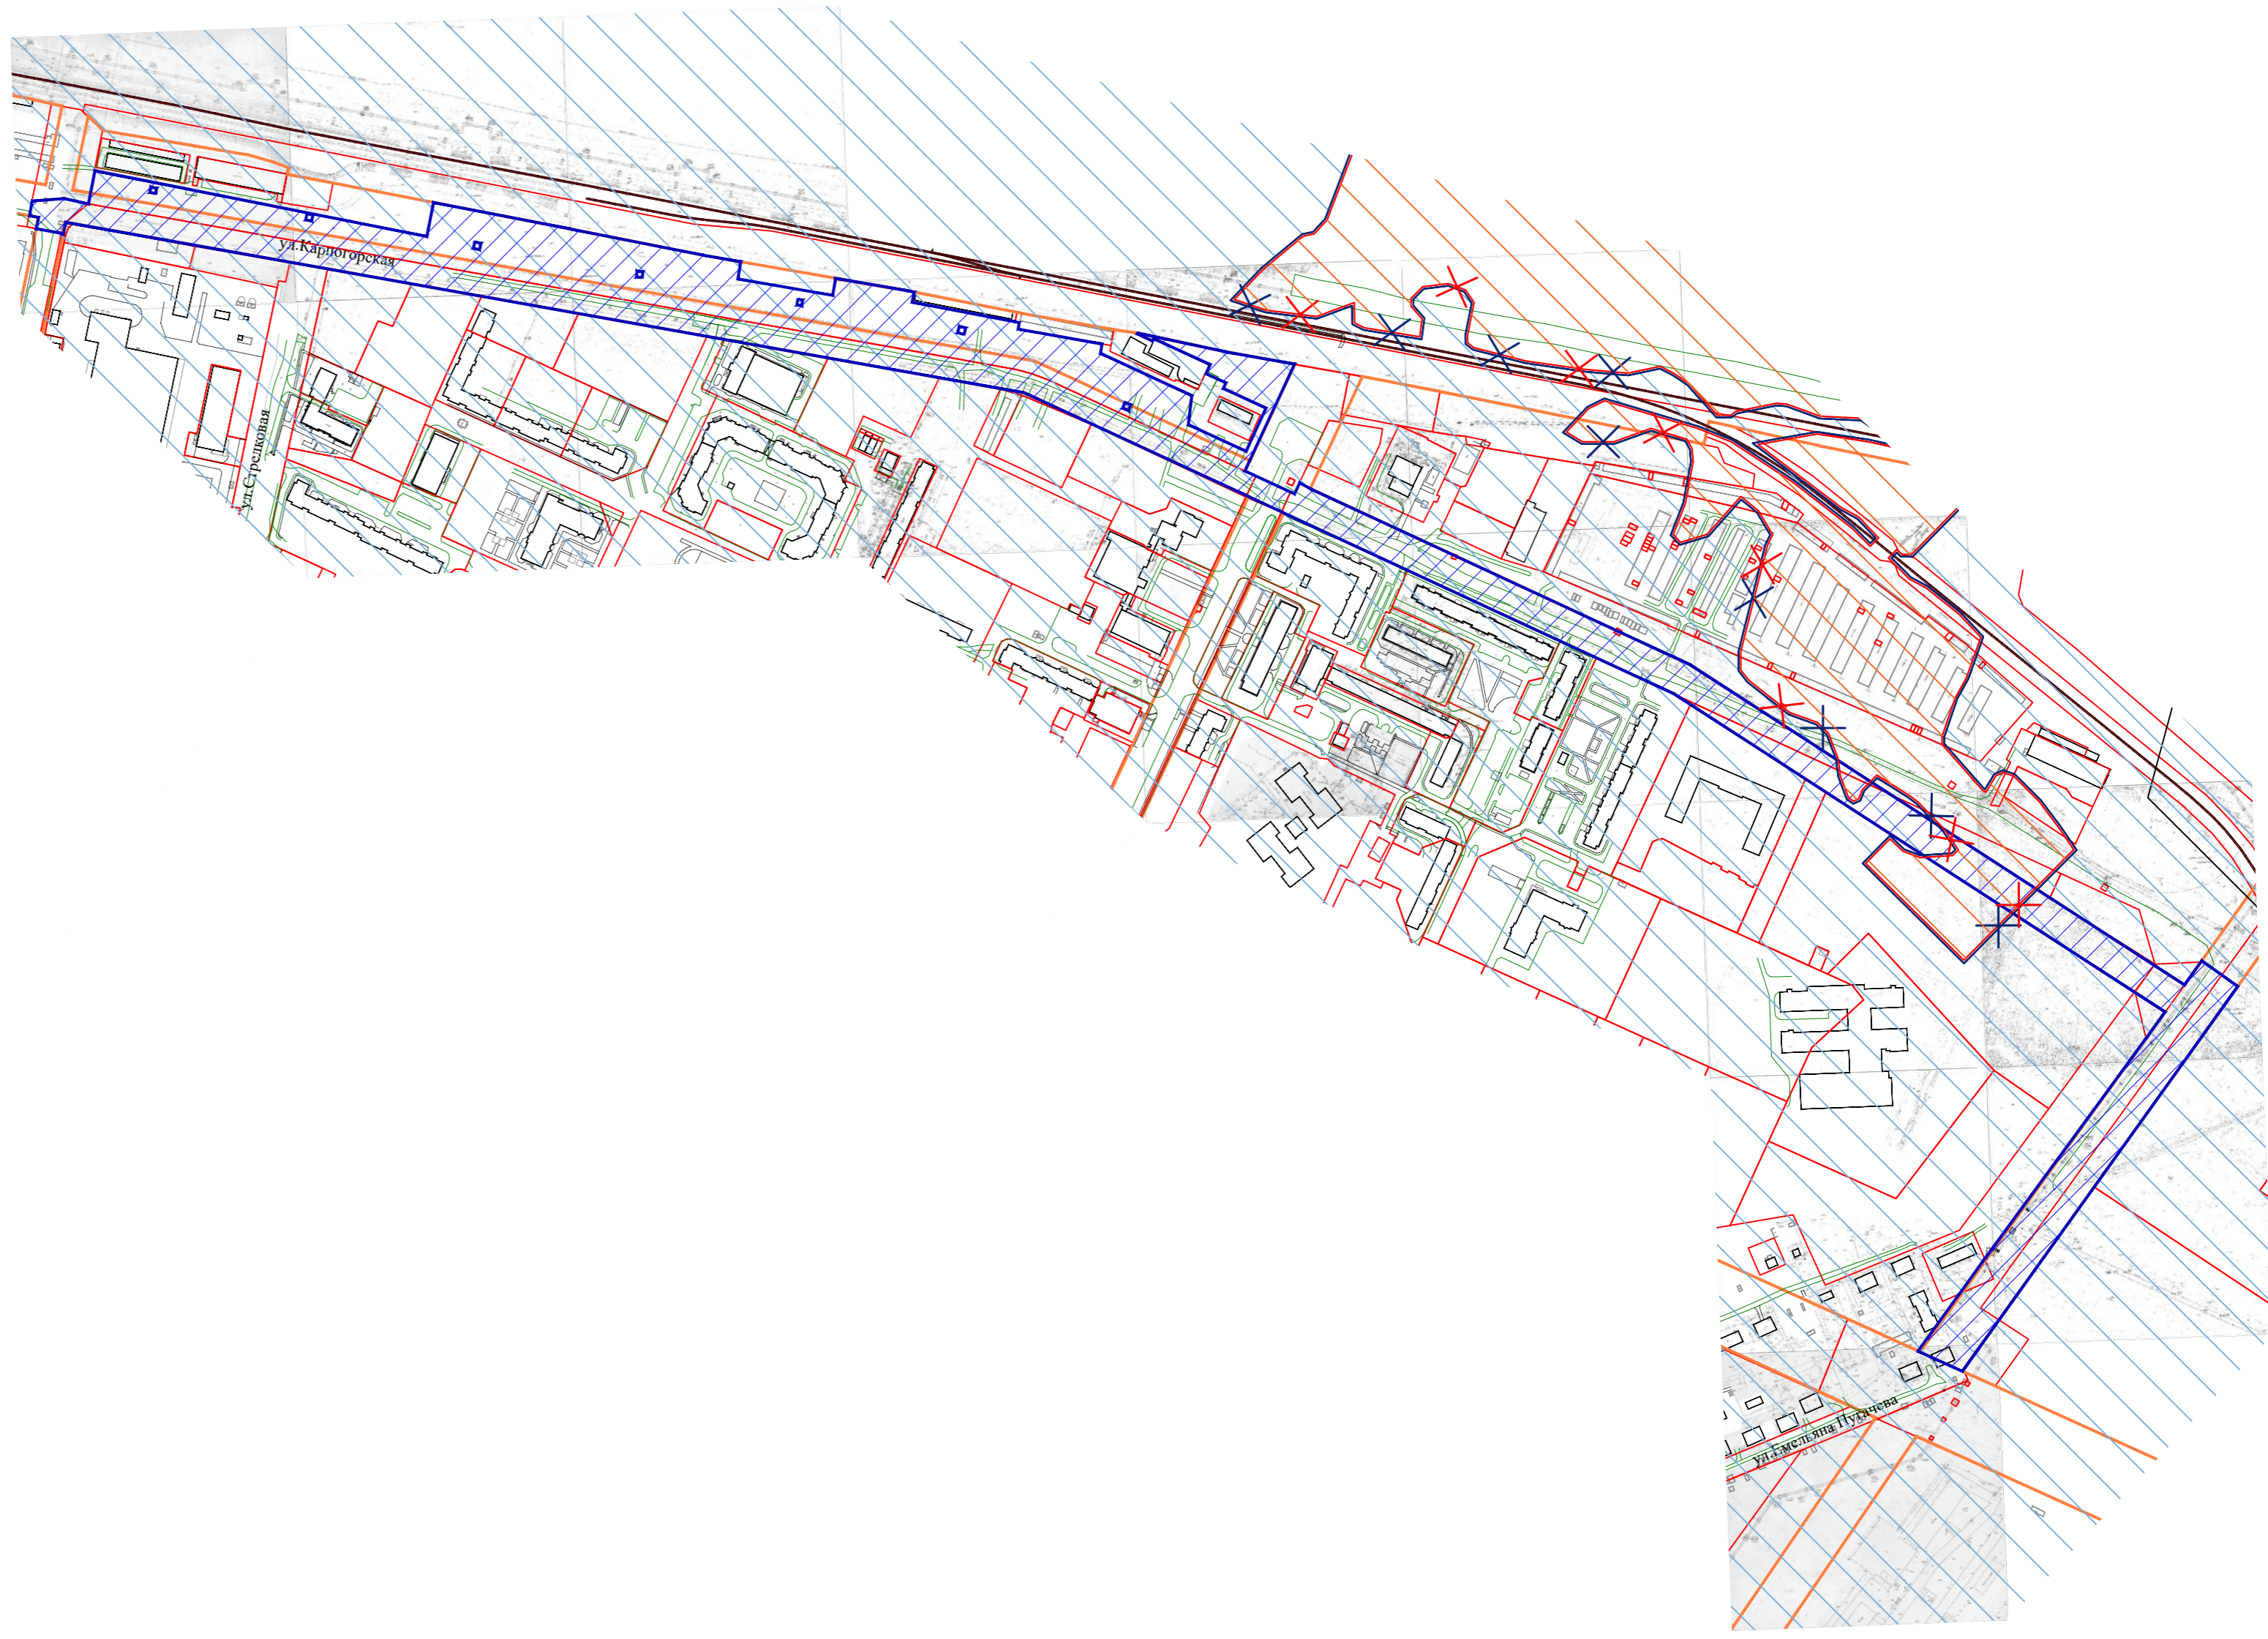 ул.Карпогорская
ул.Стрелковая
ул.Емельяна Пугачева